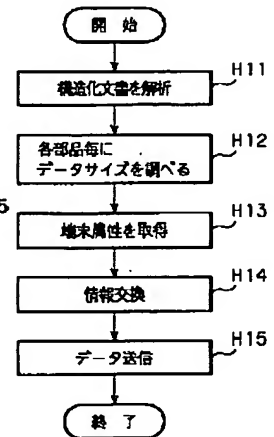 開 始
構造化文書を解析
H11
各部品毎に
データサイズを調べる
H12
5
端末属性を取得
H13
情報交換
H14
データ送信
H15
終 了